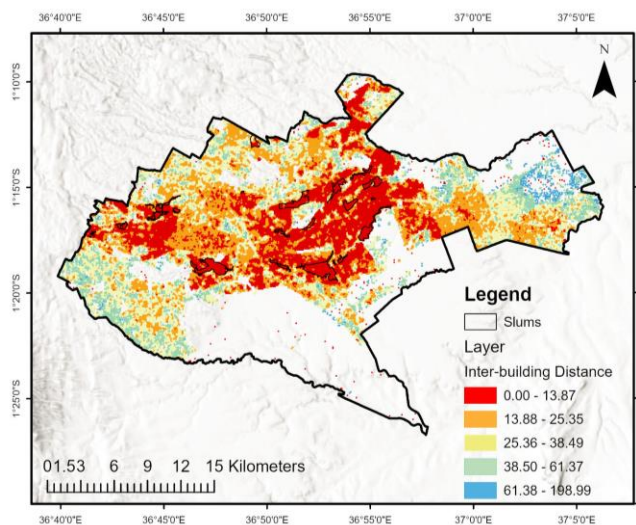 36°40'0"E 36°45'0"E 36°50'0"E 36°55'0"E 37°0'0"E 37°5'0"E
N
1°10'0"S
1°15'0"S
1°20'0"S
1°25'0"S
Legend
Slums
Layer
Inter-building Distance
0.00 - 13.87
13.88 - 25.35
25.36 - 38.49
38.50 - 61.37
61.38 - 198.99
01.53 6 9 12 15 Kilometers
36°40'0"E 36°45'0"E 36°50'0"E 36°55'0"E 37°0'0"E 37°5'0"E